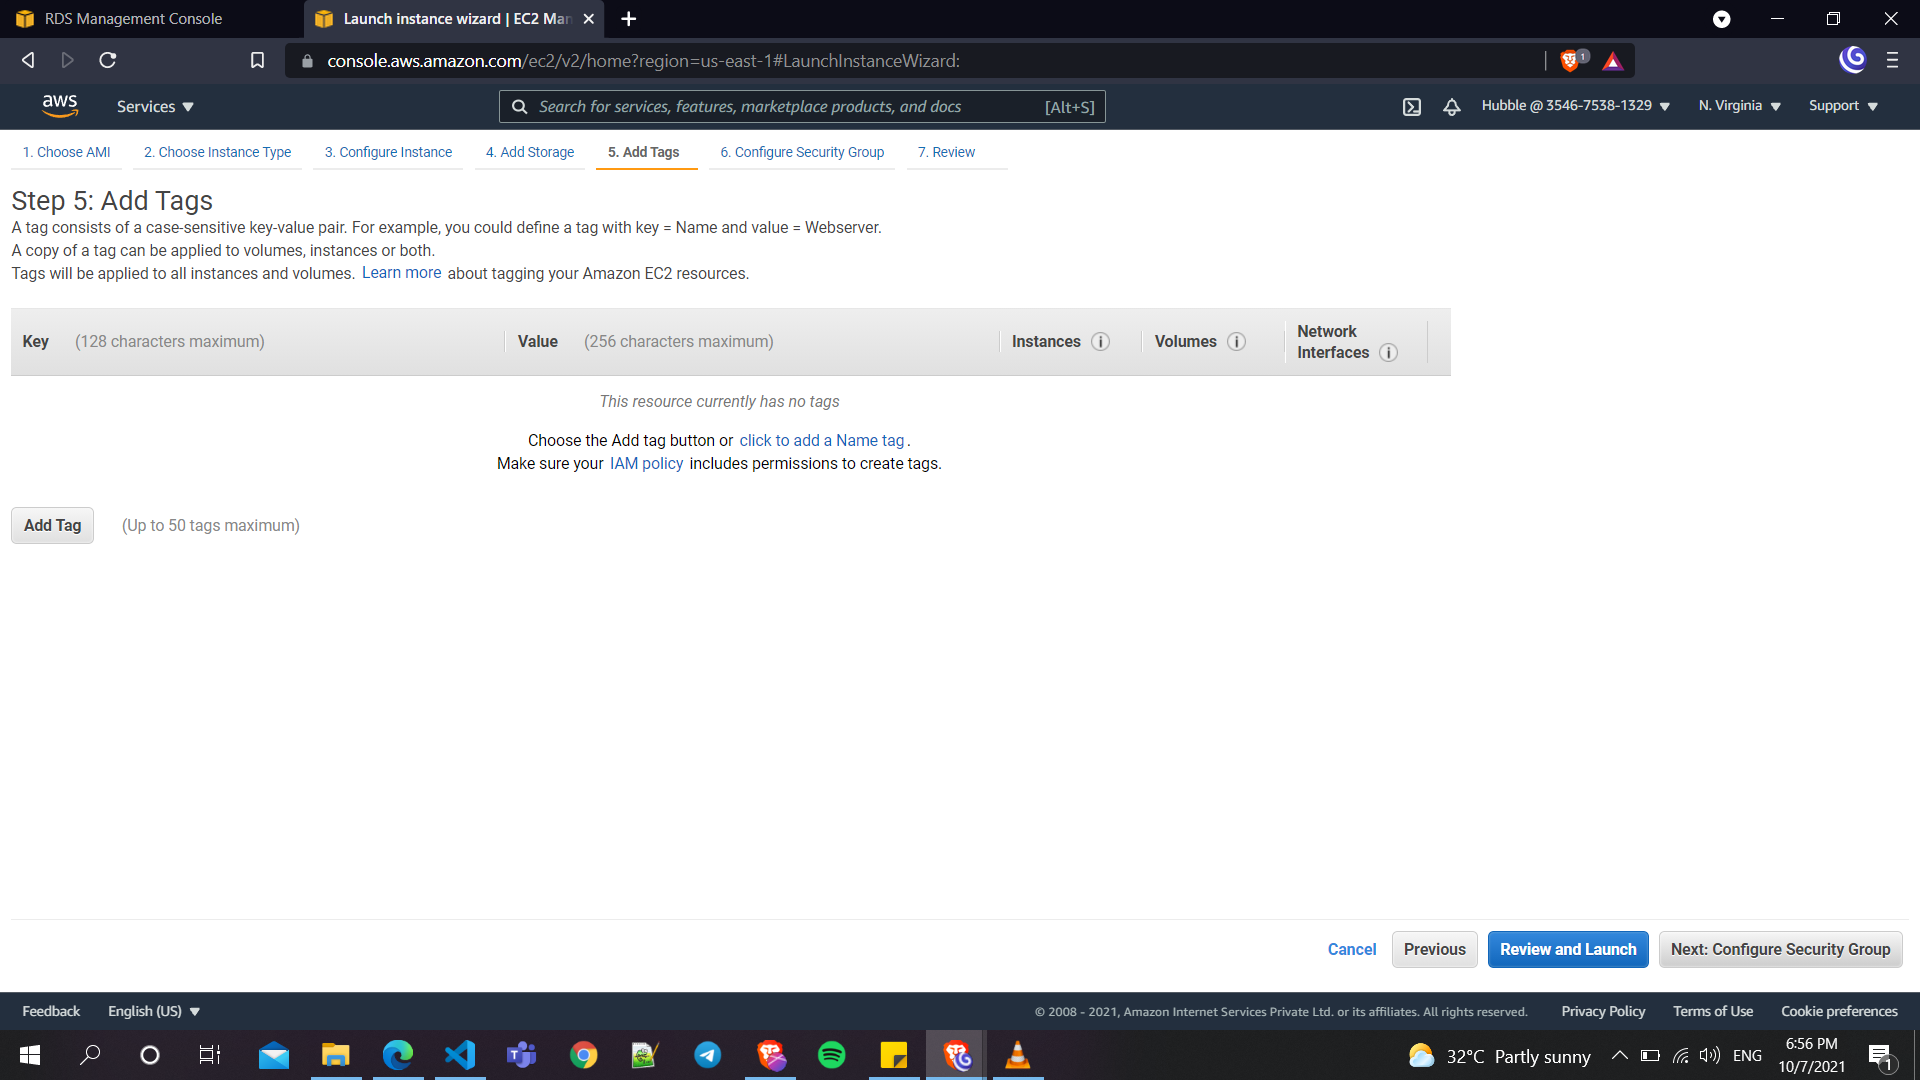 RDS Management Console
Launch instance wizard | EC2 Man
console.aws.amazon.com/ec2/v2/home?region=us-east-1#LaunchInstanceWizard:
1
aws
Services
Search for services, features, marketplace products, and docs
[Alt+S]
Hubble @ 3546-7538-1329
N. Virginia
Support
1. Choose AMI
2. Choose Instance Type
3. Configure Instance
4. Add Storage
5. Add Tags
6. Configure Security Group
7. Review
Step 5: Add Tags
A tag consists of a case-sensitive key-value pair. For example, you could define a tag with key = Name and value = Webserver.
A copy of a tag can be applied to volumes, instances or both.
Tags will be applied to all instances and volumes. Learn more about tagging your Amazon EC2 resources.
Key (128 characters maximum)
Value (256 characters maximum)
Instances i
Volumes i
Network
Interfaces i
This resource currently has no tags
Choose the Add tag button or click to add a Name tag.
Make sure your IAM policy includes permissions to create tags.
Add Tag
(Up to 50 tags maximum)
Cancel
Previous
Review and Launch
Next: Configure Security Group
Feedback
English (US)
© 2008 - 2021, Amazon Internet Services Private Ltd. or its affiliates. All rights reserved.
Privacy Policy
Terms of Use
Cookie preferences
32°C Partly sunny
ENG
6:56 PM
10/7/2021
1